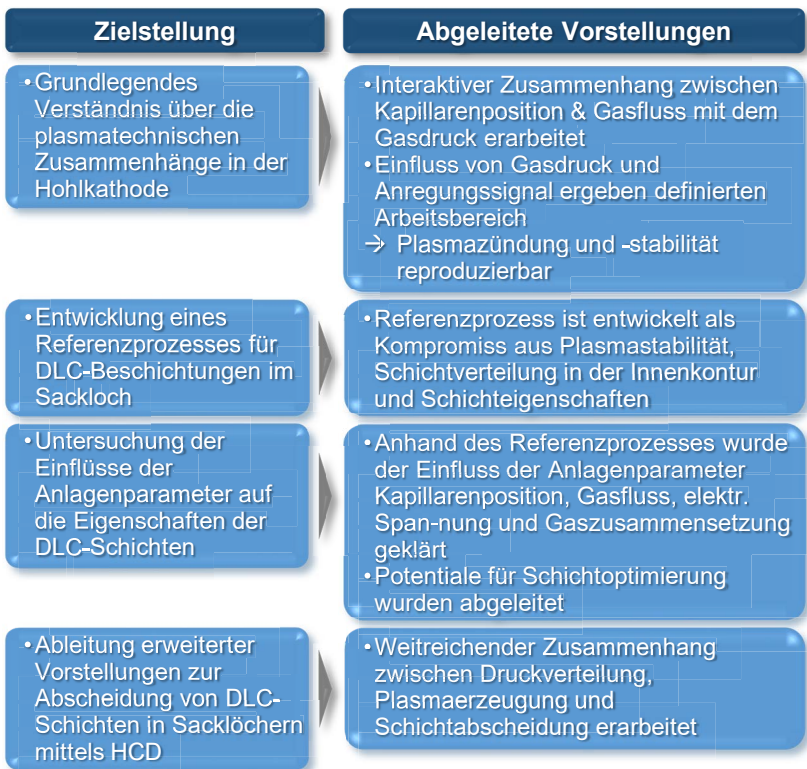 Zielstellung
Abgeleitete Vorstellungen
•Grundlegendes
Verständnis über die
plasmatechnischen
Zusammenhänge in der
Hohlkathode
•Interaktiver Zusammenhang zwischen
Kapillarenposition & Gasfluss mit dem
Gasdruck erarbeitet
•Einfluss von Gasdruck und
Anregungssignal ergeben definierten
Arbeitsbereich
→ Plasmazündung und -stabilität
reproduzierbar
•Entwicklung eines
Referenzprozesses für
DLC-Beschichtungen im
Sackloch
•Referenzprozess ist entwickelt als
Kompromiss aus Plasmastabilität,
Schichtverteilung in der Innenkontur
und Schichteigenschaften
•Untersuchung der
Einflüsse der
Anlagenparameter auf
die Eigenschaften der
DLC-Schichten
•Anhand des Referenzprozesses wurde
der Einfluss der Anlagenparameter
Kapillarenposition, Gasfluss, elektr.
Span-nung und Gaszusammensetzung
geklärt
•Potentiale für Schichtoptimierung
wurden abgeleitet
•Ableitung erweiterter
Vorstellungen zur
Abscheidung von DLC-
Schichten in Sacklöchern
mittels HCD
•Weitreichender Zusammenhang
zwischen Druckverteilung,
Plasmaerzeugung und
Schichtabscheidung erarbeitet